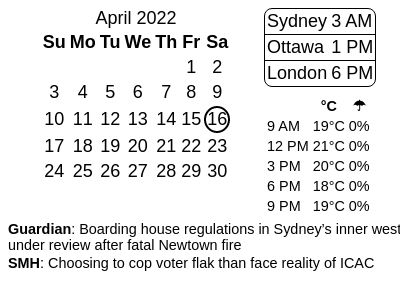 April 2022
Su Mo Tu We Th Fr Sa
1 2
3 4 5 6 7 8 9
10 11 12 13 14 15 16
17 18 19 20 21 22 23
24 25 26 27 28 29 30
Sydney 3 AM
Ottawa 1 PM
London 6 PM
°C ☂
9 AM 19°C 0%
12 PM 21°C 0%
3 PM 20°C 0%
6 PM 18°C 0%
9 PM 19°C 0%
Guardian: Boarding house regulations in Sydney’s inner west
under review after fatal Newtown fire
SMH: Choosing to cop voter flak than face reality of ICAC